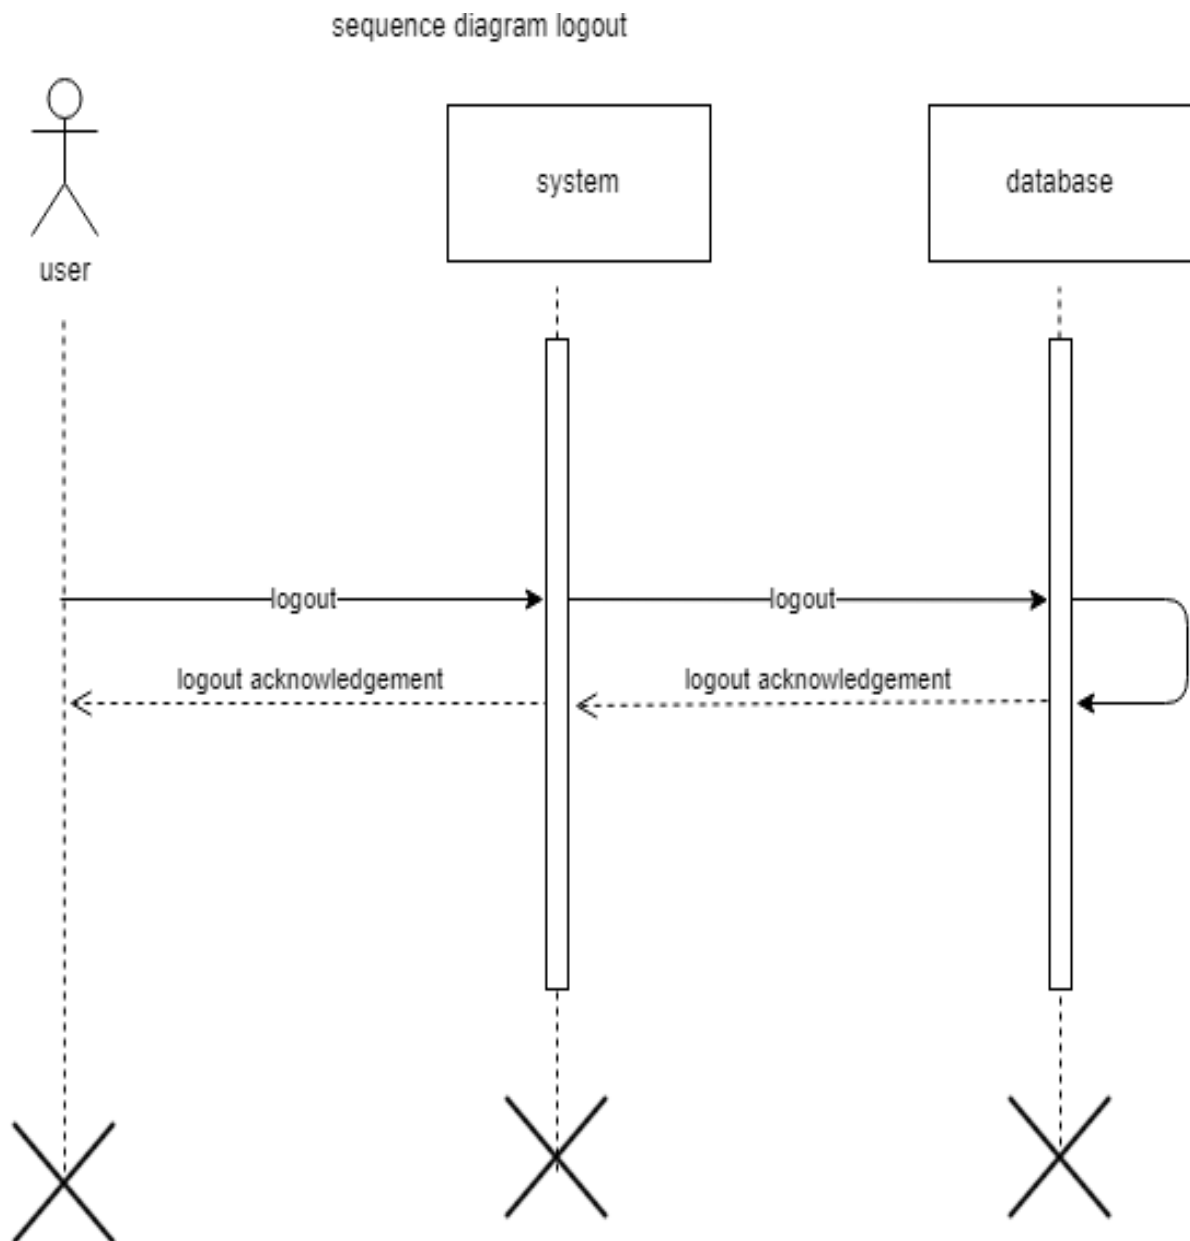 sequence diagram logout
user
system
database
logout
logout
logout acknowledgement
logout acknowledgement